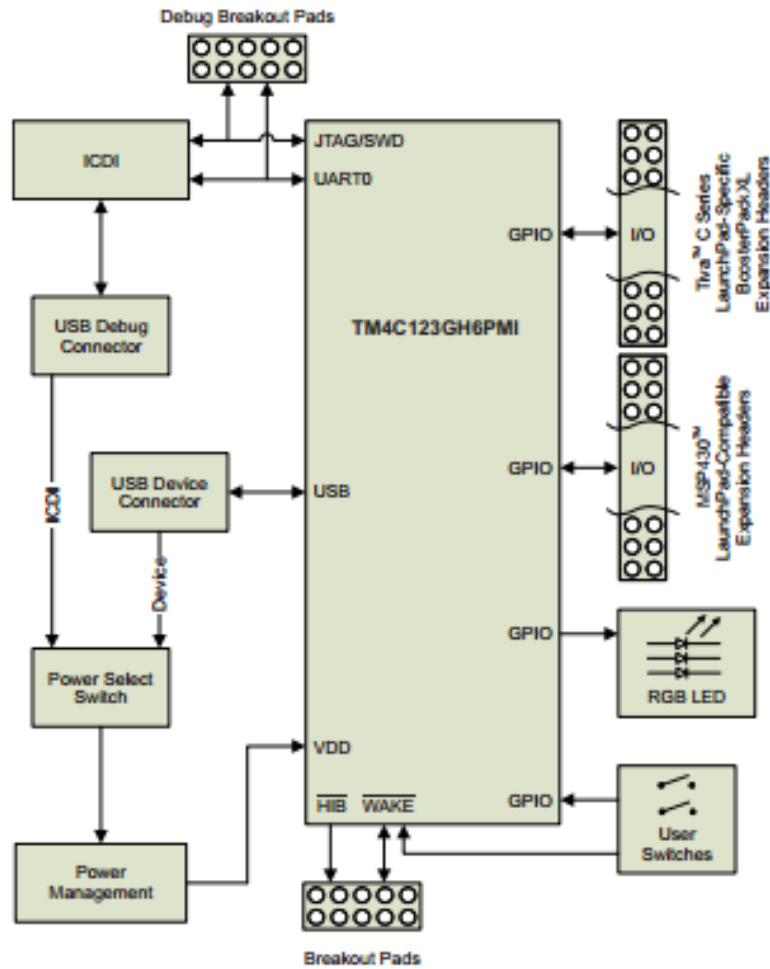 Debug Breakout Pads
ICDI
JTAG/SWD
UART0
GPIO
I/O
Tiva™ C Series
LaunchPad-Specific
BoosterPack XL
Expansion Headers
USB Debug
Connector
TM4C123GH6PMI
GPIO
I/O
MSP430™
LaunchPad-Compatible
Expansion Headers
USB Device
Connector
USB
ICDI
Device
GPIO
RGB LED
Power Select
Switch
VDD
HIB WAKE
GPIO
User
Switches
Power
Management
Breakout Pads